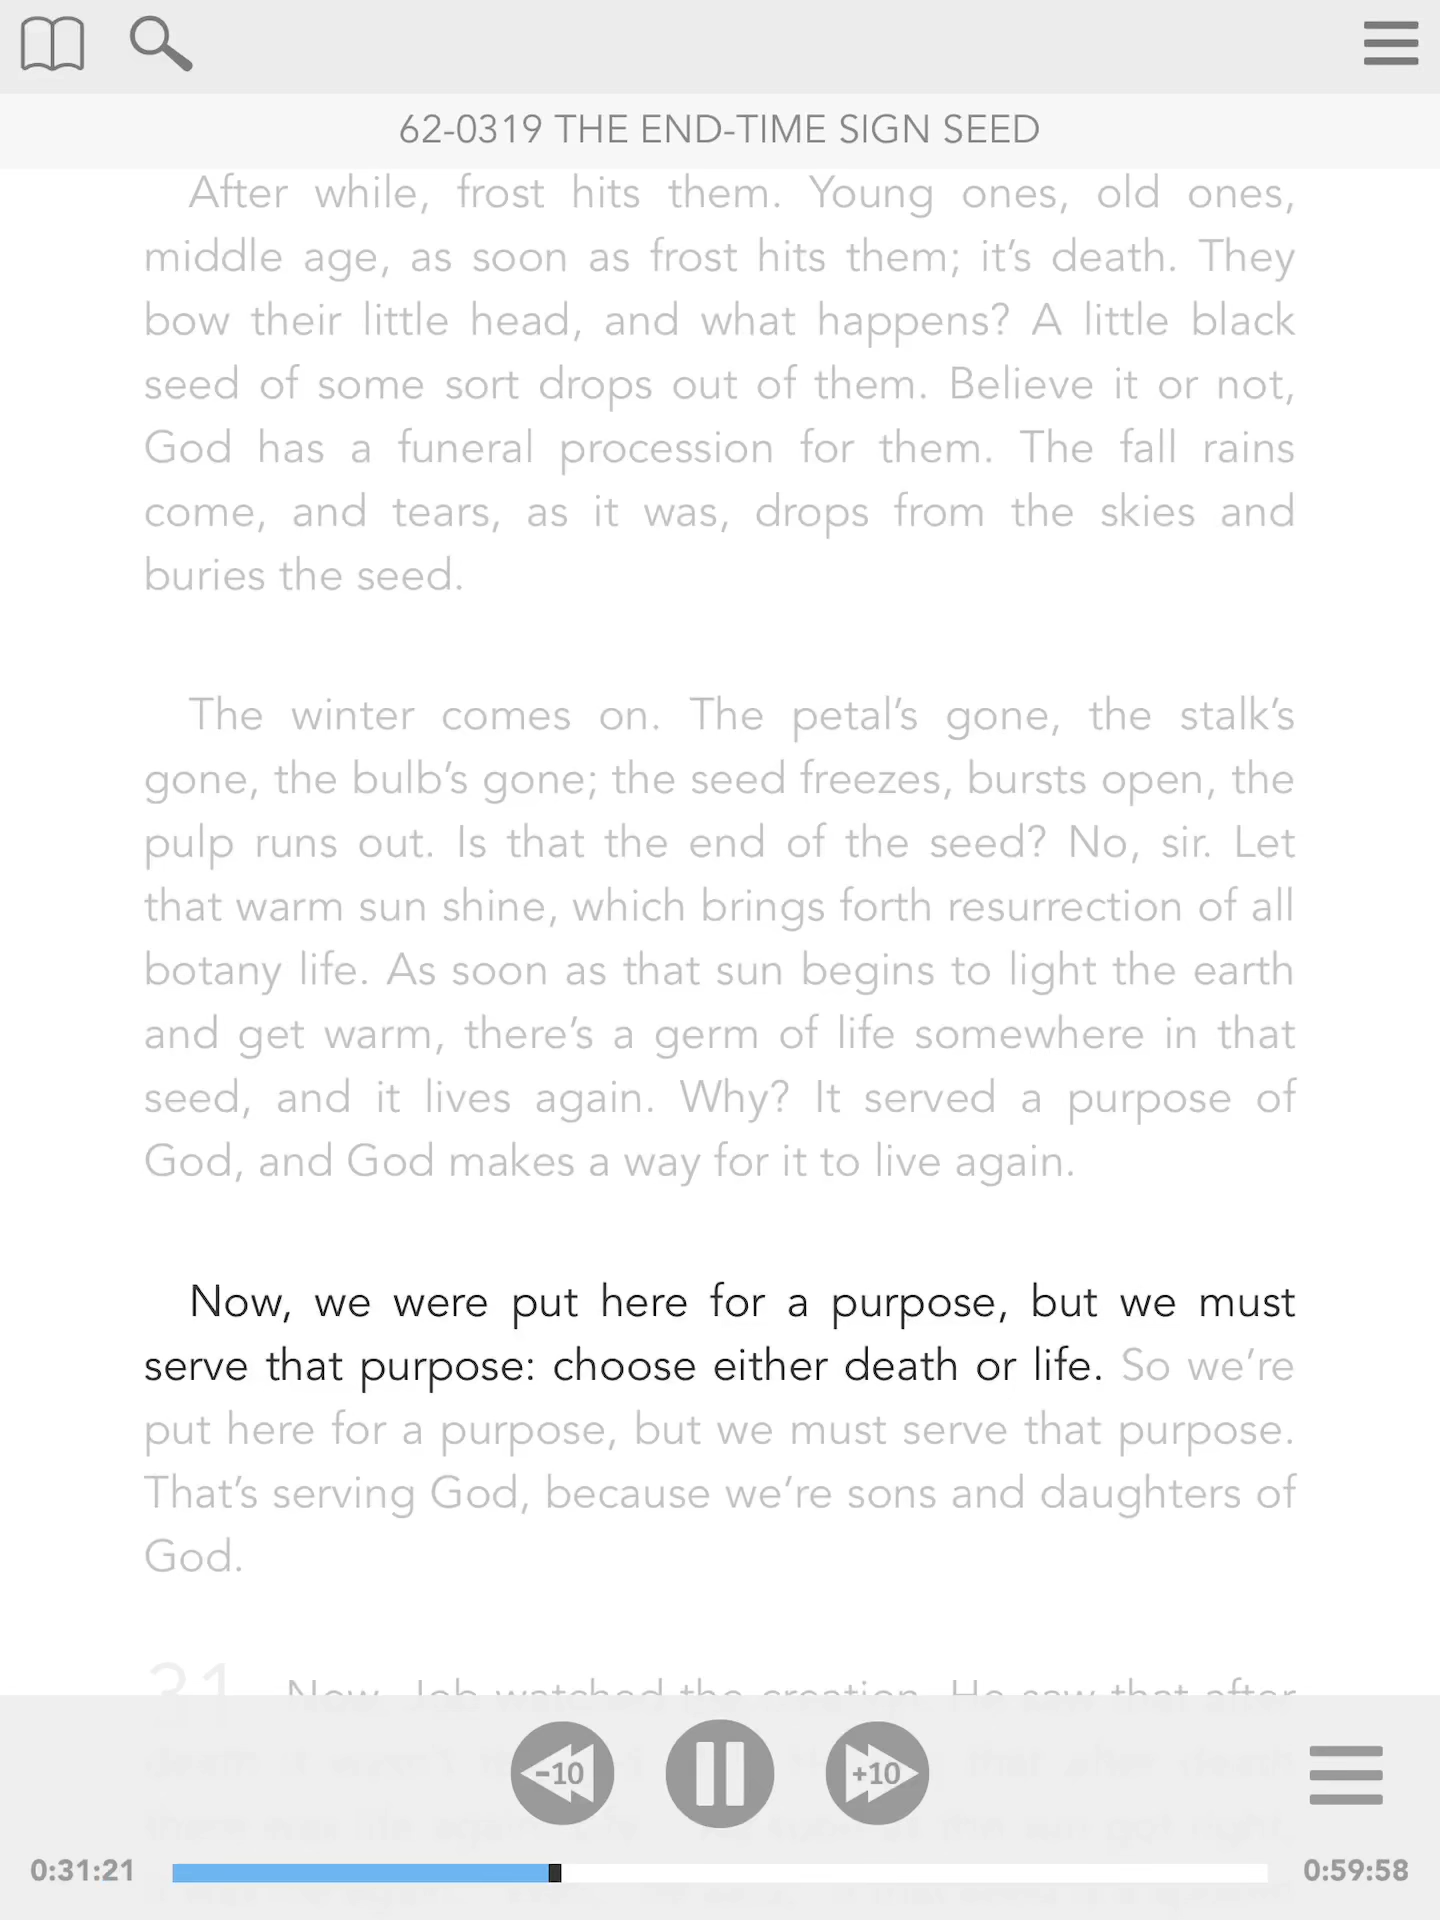 62-0319 THE END-TIME SIGN SEED
After while, frost hits them. Young ones, old ones,
middle age, as soon as frost hits them; it’s death. They
bow their little head, and what happens? A little black
seed of some sort drops out of them. Believe it or not,
God has a funeral procession for them. The fall rains
come, and tears, as it was, drops from the skies and
buries the seed.
The winter comes on. The petal’s gone, the stalk’s
gone, the bulb’s gone; the seed freezes, bursts open, the
pulp runs out. Is that the end of the seed? No, sir. Let
that warm sun shine, which brings forth resurrection of all
botany life. As soon as that sun begins to light the earth
and get warm, there’s a germ of life somewhere in that
seed, and it lives again. Why? It served a purpose of
God, and God makes a way for it to live again.
Now, we were put here for a purpose, but we must
serve that purpose: choose either death or life. So we’re
put here for a purpose, but we must serve that purpose.
That’s serving God, because we’re sons and daughters of
God.
31 Now, Job watched the creation. He saw that after
death that after death
there was life again
-10 +10
0:31:21 0:59:58